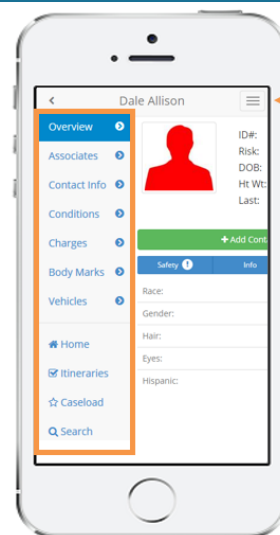 Dale Allison
Overview
Associates
Contact Info
Conditions
Charges
Body Marks
Vehicles
Home
Itineraries
Caseload
Search
ID#:
Risk:
DOB:
Ht Wt:
Last:
+ Add Cont
Safety !
Info
Race:
Gender:
Hair:
Eyes:
Hispanic: